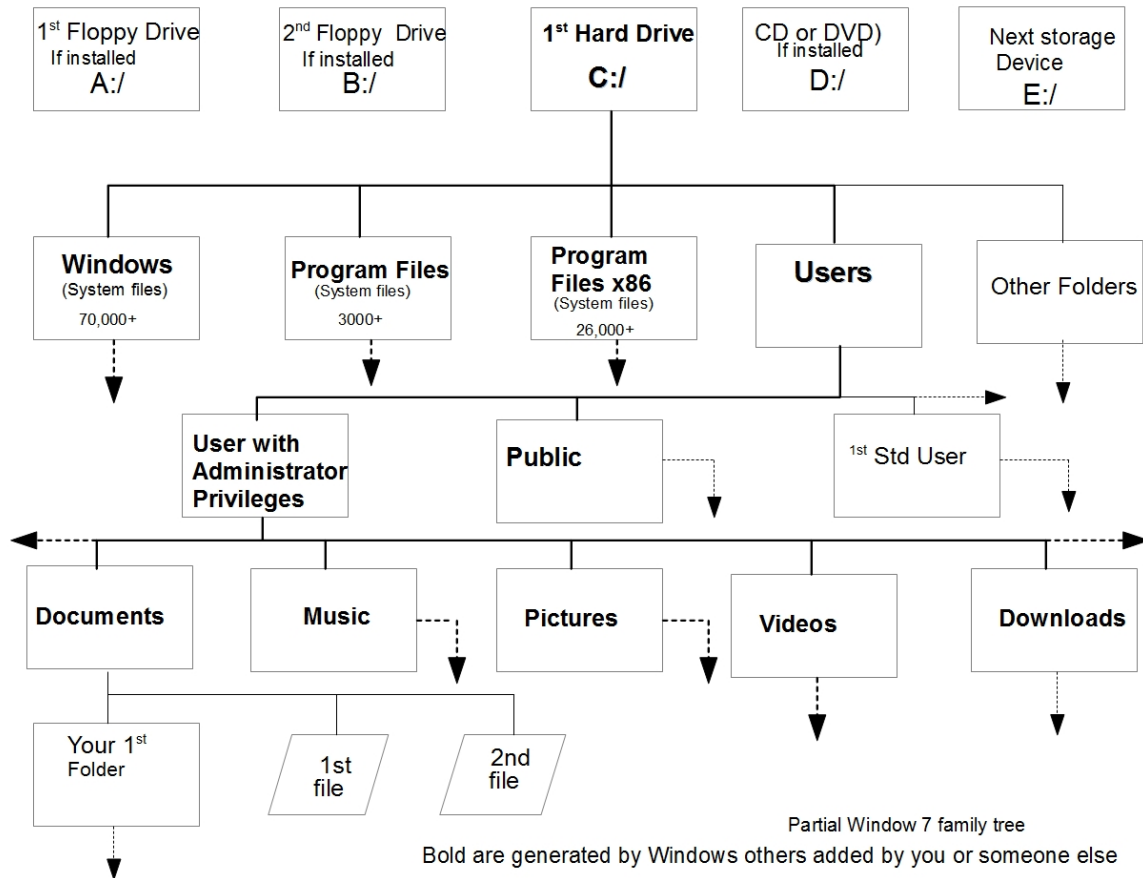 1st Floppy Drive
If installed
A:/
2nd Floppy Drive
If installed
B:/
1st Hard Drive
C:/
CD or DVD)
If installed
D:/
Next storage
Device
E:/
Windows
(System files)
70,000+
Program Files
(System files)
3000+
Program
Files x86
(System files)
26,000+
Users
Other Folders
User with
Administrator
Privileges
Public
1st Std User
Documents
Music
Pictures
Videos
Downloads
Your 1st
Folder
1st
file
2nd
file
Partial Window 7 family tree
Bold are generated by Windows others added by you or someone else